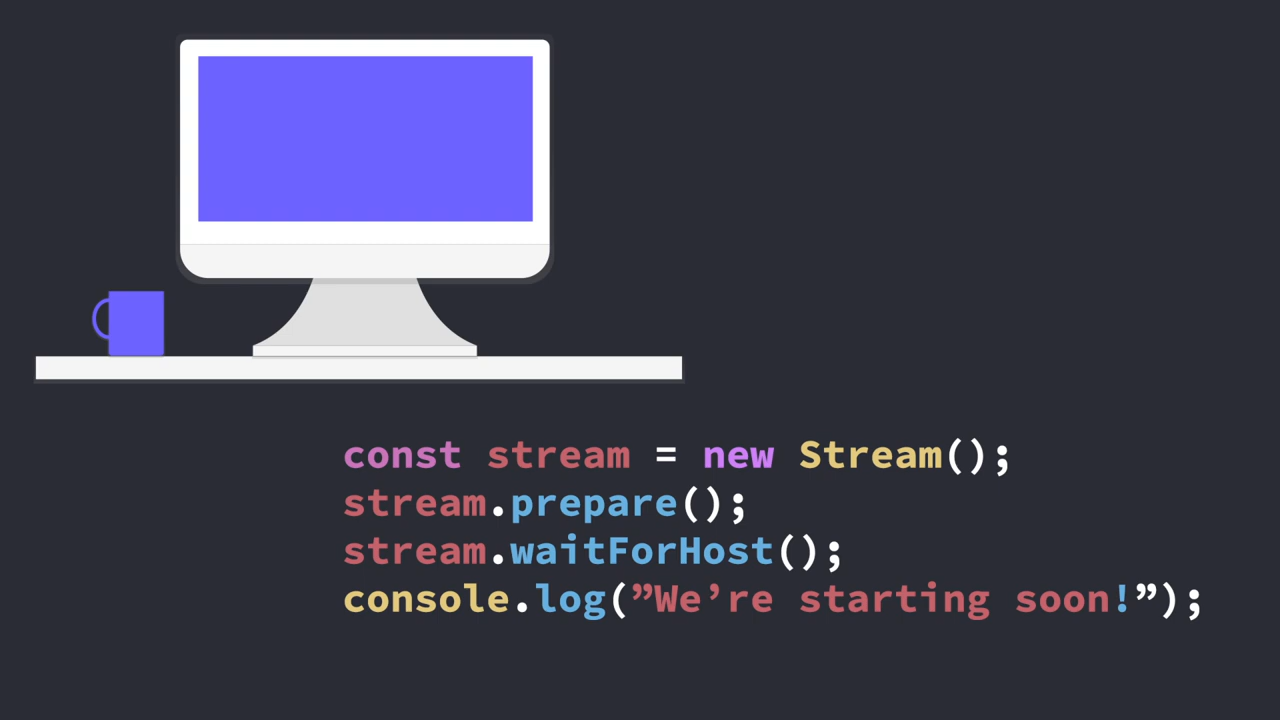 const stream = new Stream();
stream.prepare();
stream.waitForHost();
console.log(”We’re starting soon!”);